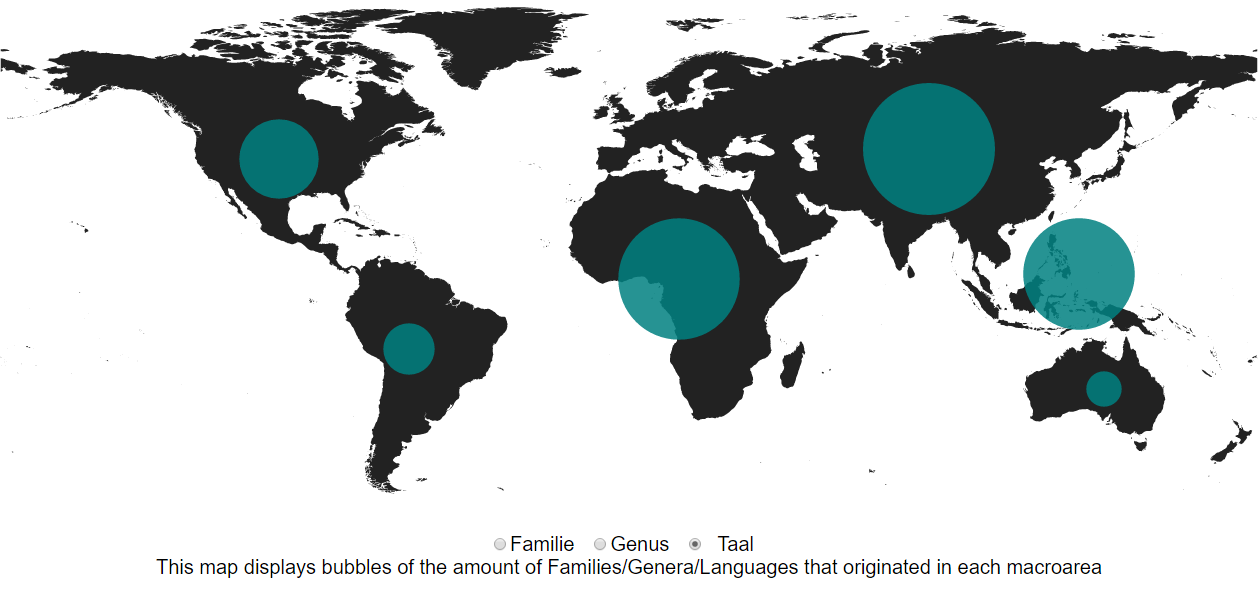 Familie Genus Taal
This map displays bubbles of the amount of Families/Genera/Languages that originated in each macroarea